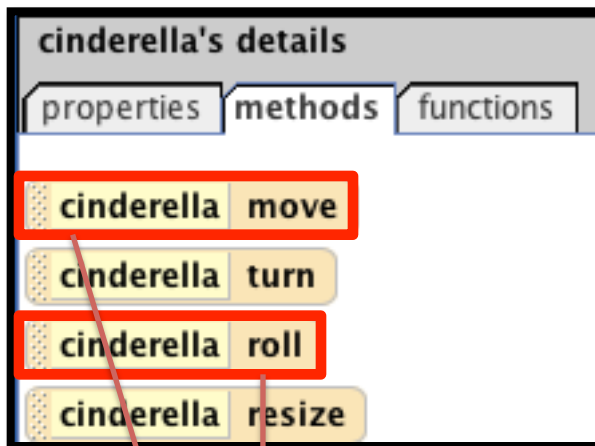 cinderella's details
properties methods functions
cinderella move
cinderella turn
cinderella roll
cinderella resize